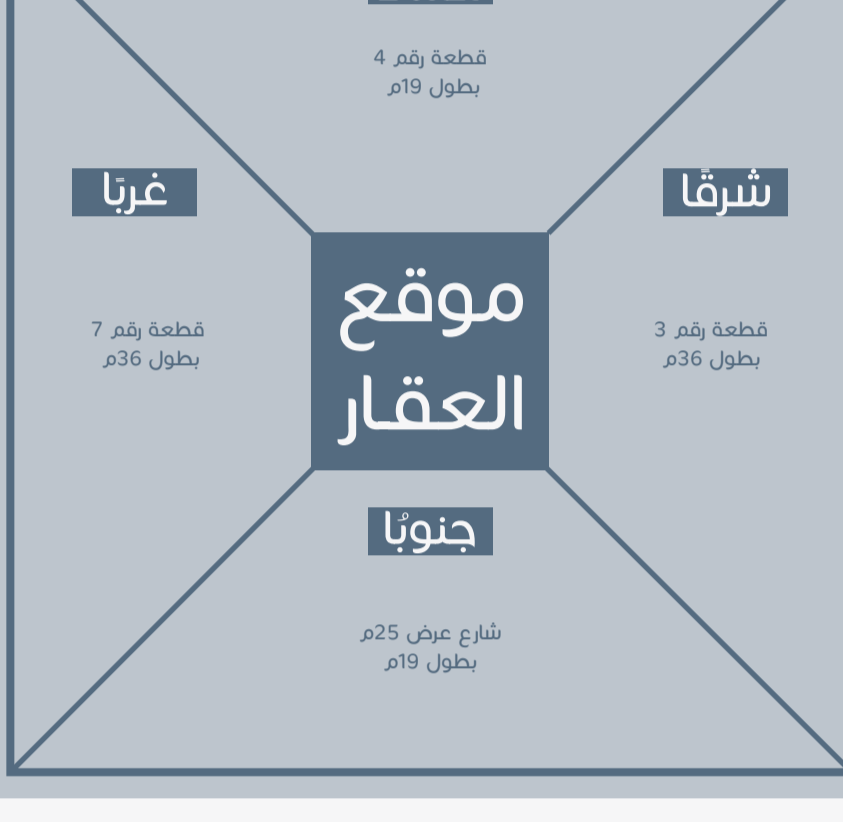 قطعة رقم 4
بطول 19م
شرقًا
غربًا
موقع
العقار
قطعة رقم 3
بطول 36م
قطعة رقم 7
بطول 36م
جنوبًا
شارع عرض 25م
بطول 19م